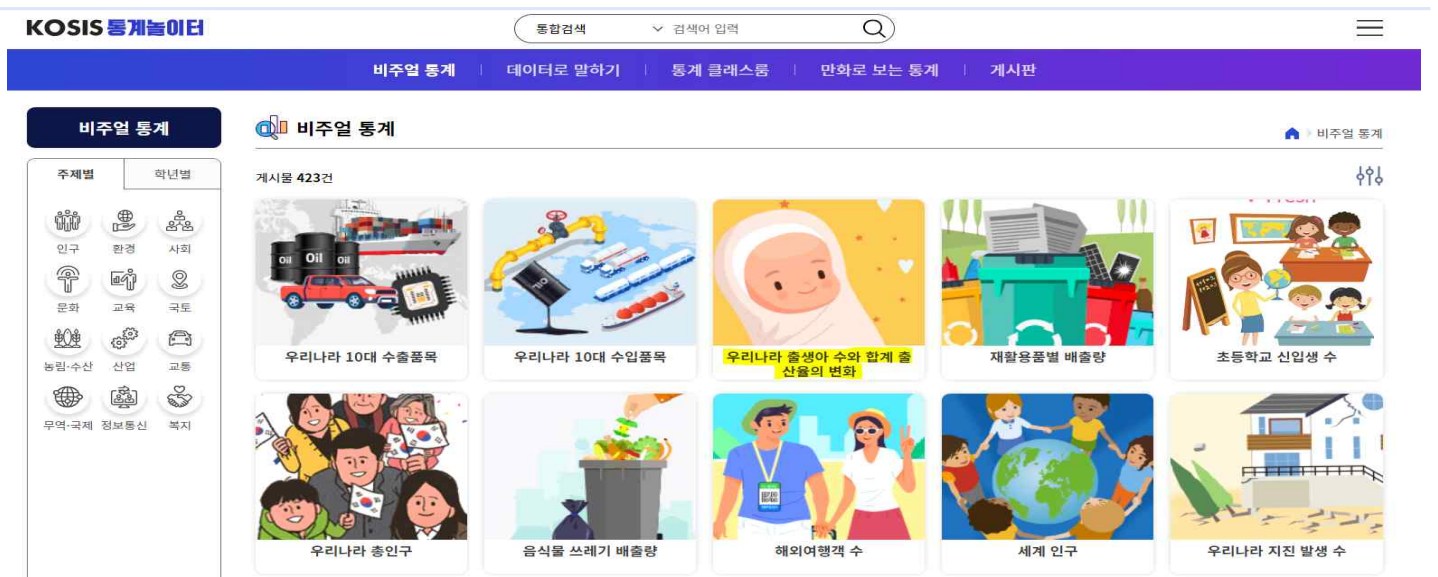 KOSIS 통계놀이터
통합검색 검색어 입력
비주얼 통계 데이터로 말하기 통계 클래스룸 만화로 보는 통계 게시판
비주얼 통계
비주얼 통계
비주얼 통계
주제별 학년별
게시물 423건
인구 환경 사회
문화 교육 국토
농림·수산 산업 교통
무역·국제 정보통신 복지
Oil Oil Oil
OIL
우리나라 10대 수출품목
우리나라 10대 수입품목
우리나라 출생아 수와 합계 출
산율의 변화
재활용품별 배출량
초등학교 신입생 수
우리나라 총인구
음식물 쓰레기 배출량
해외여행객 수
세계 인구
우리나라 지진 발생 수